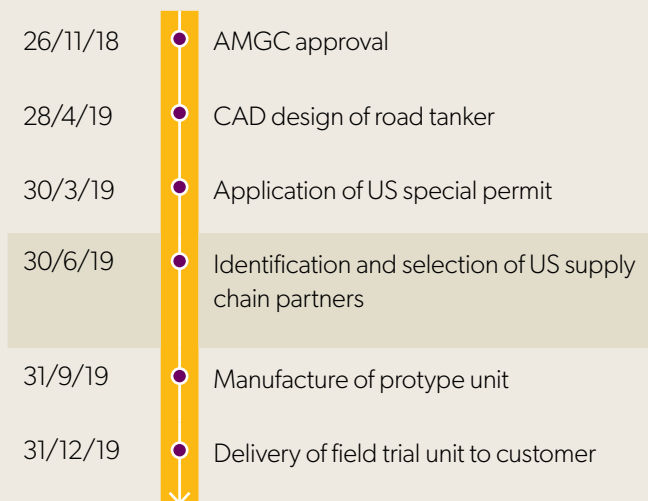 26/11/18 AMGC approval
28/4/19 CAD design of road tanker
30/3/19 Application of US special permit
30/6/19 Identification and selection of US supply
chain partners
31/9/19 Manufacture of protype unit
31/12/19 Delivery of field trial unit to customer